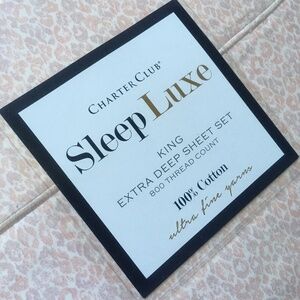 CHARTER CLUB®
Sleep Luxe
KING
EXTRA DEEP SHEET SET
800 THREAD COUNT
100% Cotton
ultra fine yarns